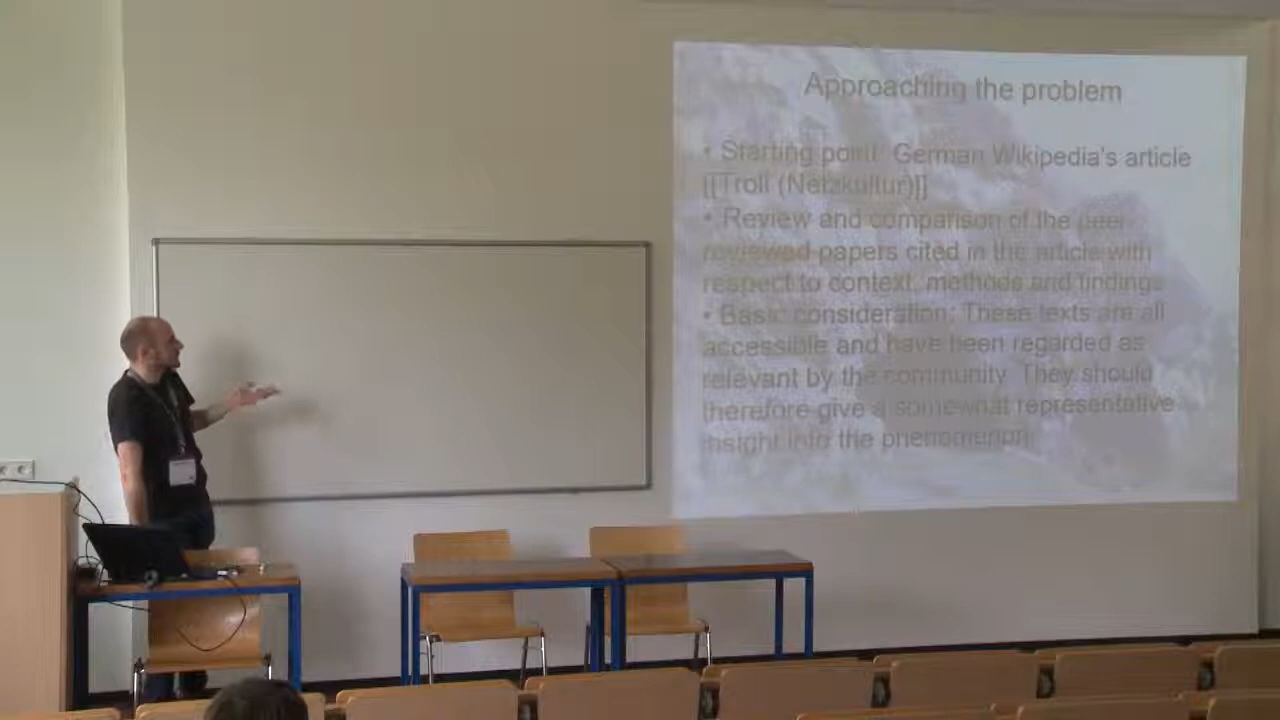 Approaching the problem
• Starting point: German Wikipedia's article
[[Troll (Netzkultur)]]
• Review and comparison of the peer-
reviewed papers cited in the article with
respect to context, methods and findings
• Basic consideration: These texts are all
accessible and have been regarded as
relevant by the community. They should
therefore give a somewhat representative
insight into the phenomenon.